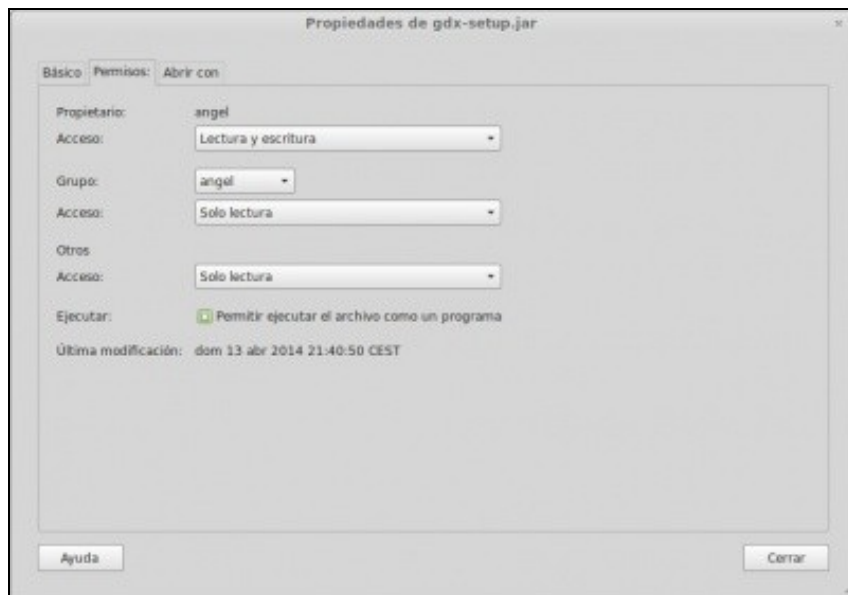 Propiedades de gdx-setup.jar
Básico Permisos: Abrir con
Propietario: angel
Acceso: Lectura y escritura
Grupo: angel
Acceso: Solo lectura
Otros
Acceso: Solo lectura
Ejecutar: Permitir ejecutar el archivo como un programa
Última modificación: dom 13 abr 2014 21:40:50 CEST
Ayuda Cerrar